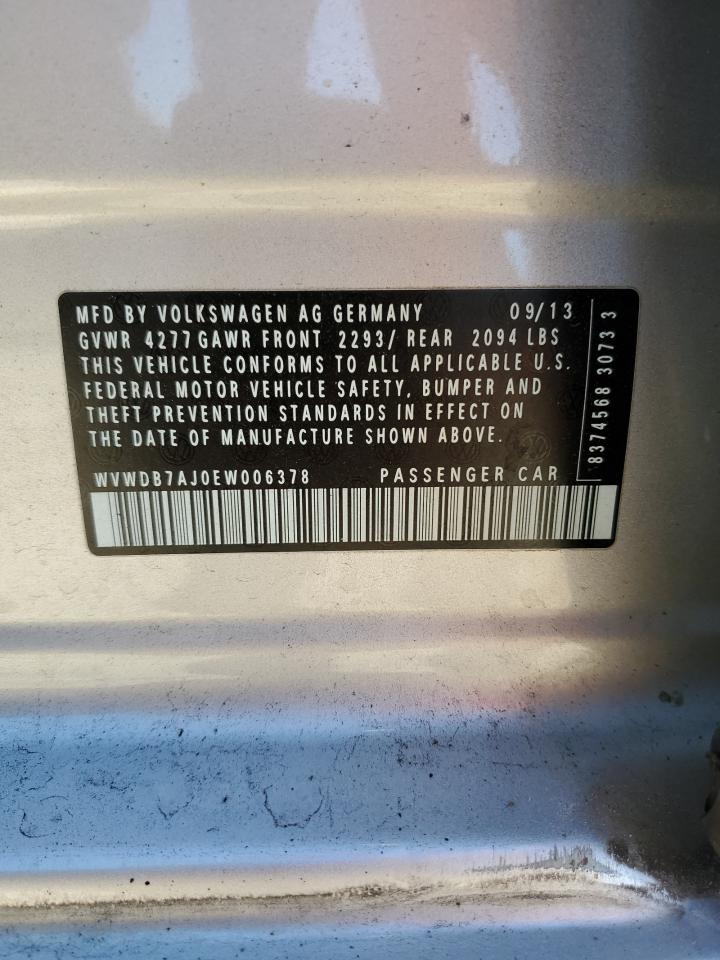 MFD BY VOLKSWAGEN AG GERMANY 09/13
GVWR 4277 GAWR FRONT 2293/ REAR 2094 LBS
THIS VEHICLE CONFORMS TO ALL APPLICABLE U.S.
FEDERAL MOTOR VEHICLE SAFETY, BUMPER AND
THEFT PREVENTION STANDARDS IN EFFECT ON
THE DATE OF MANUFACTURE SHOWN ABOVE.
WVWDB7AJ0EW006378 PASSENGER CAR
8374568 3073 3